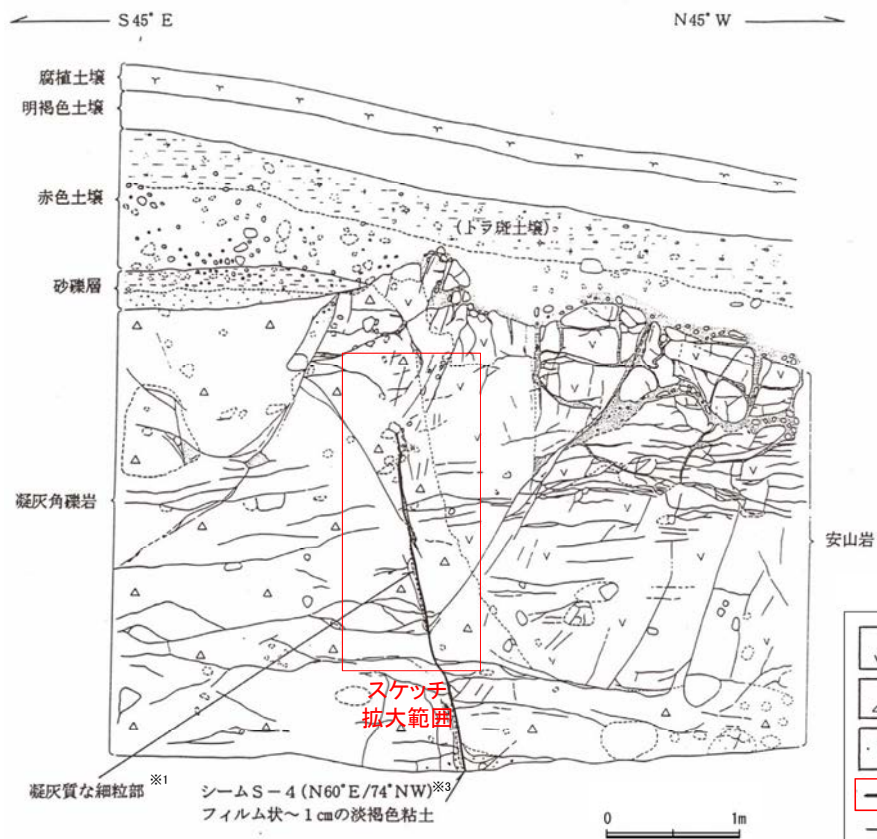 S45°E
N45°W
腐植土壌
明褐色土壌
赤色土壌
(トラ斑土壌)
砂礫層
凝灰角礫岩
安山岩
スケッチ
拡大範囲
凝灰質な細粒部※1
シームS－4 (N60°E/74°NW)※3
フィルム状～1㎝の淡褐色粘土
0 1m